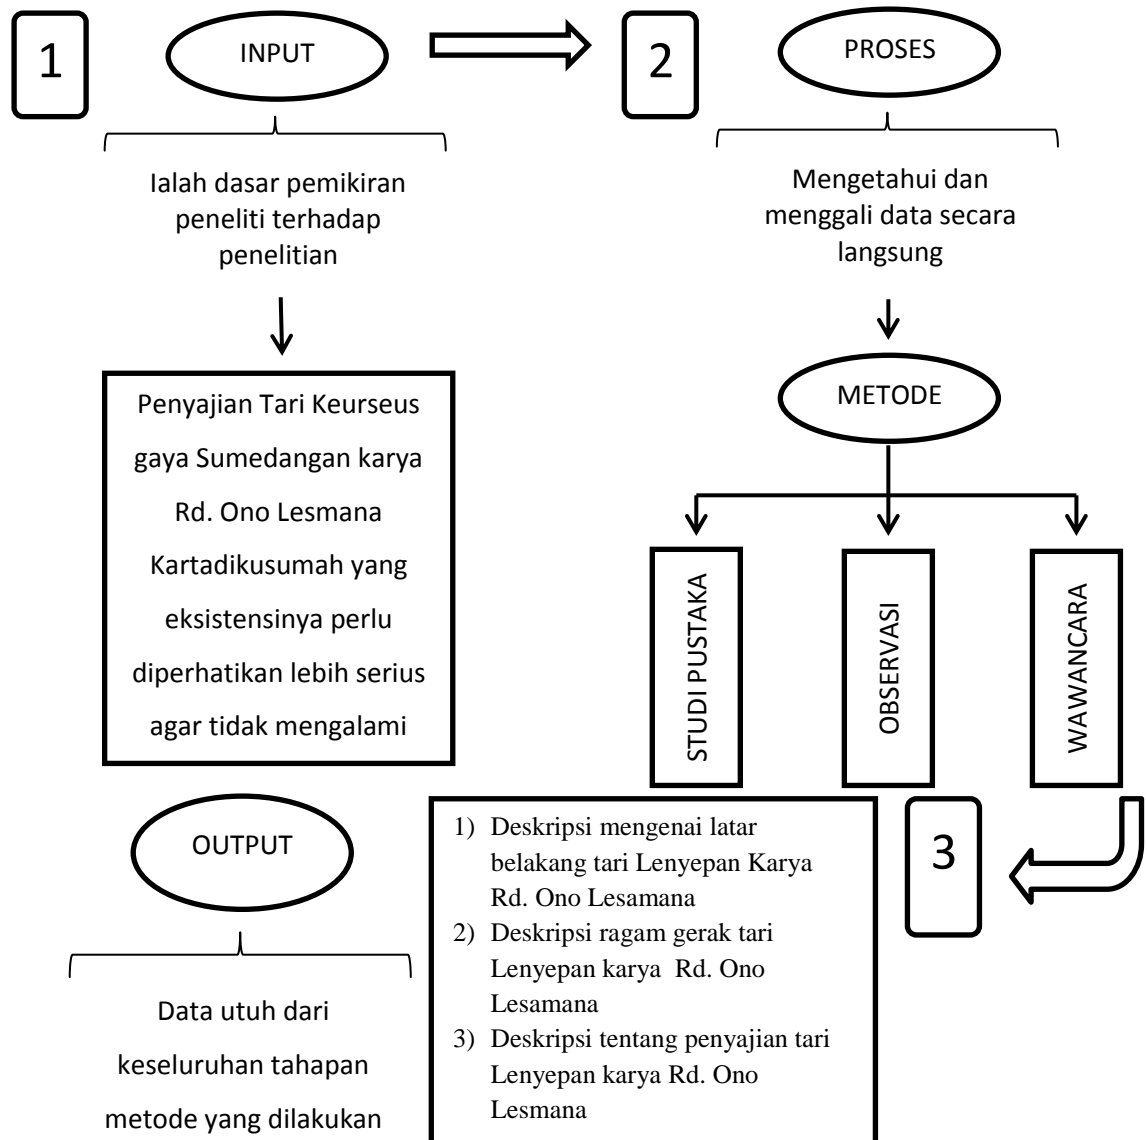 1
INPUT
Ialah dasar pemikiran
peneliti terhadap
penelitian
Penyajian Tari Keurseus
gaya Sumedangan karya
Rd. Ono Lesmana
Kartadikusumah yang
eksistensinya perlu
diperhatikan lebih serius
agar tidak mengalami
2
PROSES
Mengetahui dan
menggali data secara
langsung
METODE
STUDI PUSTAKA
OBSERVASI
WAWANCARA
3
OUTPUT
Data utuh dari
keseluruhan tahapan
metode yang dilakukan
1) Deskripsi mengenai latar
belakang tari Lenyepan Karya
Rd. Ono Lesamana
2) Deskripsi ragam gerak tari
Lenyepan karya Rd. Ono
Lesamana
3) Deskripsi tentang penyajian tari
Lenyepan karya Rd. Ono
Lesmana